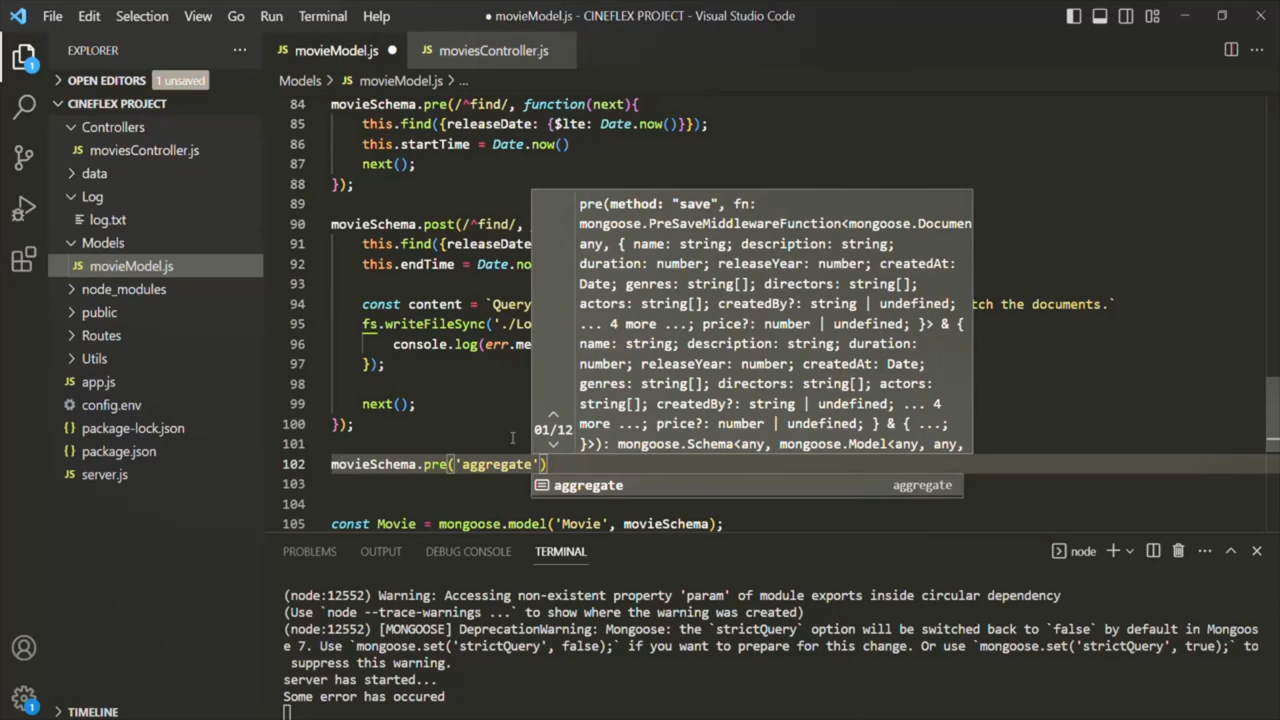 File Edit Selection View Go Run Terminal Help
● movieModel.js - CINEFLEX PROJECT - Visual Studio Code
EXPLORER
OPEN EDITORS 1 unsaved
CINEFLEX PROJECT
Controllers
JS moviesController.js
data
Log
log.txt
Models
JS movieModel.js
node_modules
public
Routes
Utils
JS app.js
config.env
{} package-lock.json
{} package.json
JS server.js
TIMELINE
1
1
JS movieModel.js ● JS moviesController.js
Models > JS movieModel.js > ...
84 movieSchema.pre(/^find/, function(next){
85 this.find({releaseDate: {$lte: Date.now()}});
86 this.startTime = Date.now()
87 next();
88 });
89
90 movieSchema.post(/^find/,
91 this.find({releaseDate
92 this.endTime = Date.no
93
94 const content = `Query tch the documents.`
95 fs.writeFileSync('./Lo
96 console.log(err.me
97 });
98
99 next();
100 });
101
102 movieSchema.pre('aggregate')
103
104
105 const Movie = mongoose.model('Movie', movieSchema);
pre(method: "save", fn:
mongoose.PreSaveMiddlewareFunction<mongoose.Documen
any, { name: string; description: string;
duration: number; releaseYear: number; createdAt:
Date; genres: string[]; directors: string[];
actors: string[]; createdBy?: string | undefined;
... 4 more ...; price?: number | undefined; }> & {
name: string; description: string; duration:
number; releaseYear: number; createdAt: Date;
genres: string[]; directors: string[]; actors:
string[]; createdBy?: string | undefined; ... 4
more ...; price?: number | undefined; } & { ...;
}>): mongoose.Schema<any, mongoose.Model<any, any,
01/12
aggregate aggregate
PROBLEMS OUTPUT DEBUG CONSOLE TERMINAL
node
(node:12552) Warning: Accessing non-existent property 'param' of module exports inside circular dependency
(Use `node --trace-warnings ...` to show where the warning was created)
(node:12552) [MONGOOSE] DeprecationWarning: Mongoose: the `strictQuery` option will be switched back to `false` by default in Mongoos
e 7. Use `mongoose.set('strictQuery', false);` if you want to prepare for this change. Or use `mongoose.set('strictQuery', true);` to
suppress this warning.
server has started...
Some error has occured